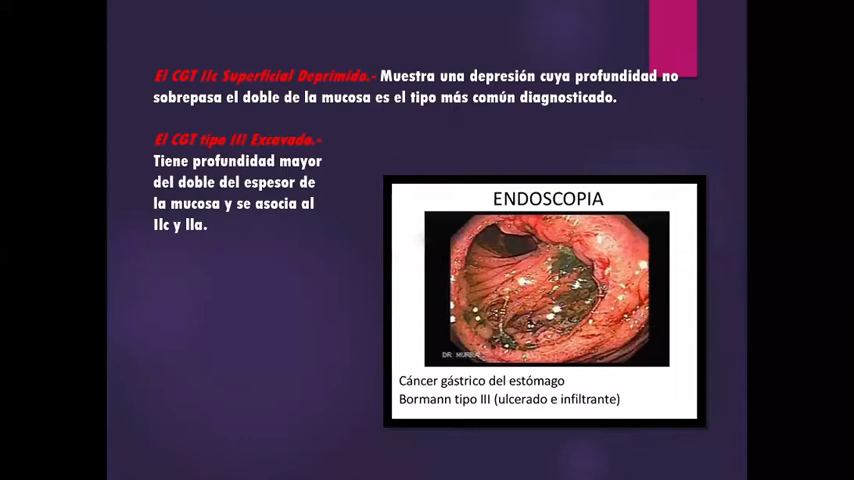 El CGT IIc Superficial Deprimido.- Muestra una depresión cuya profundidad no
sobrepasa el doble de la mucosa es el tipo más común diagnosticado.
El CGT tipo III Excavado.-
Tiene profundidad mayor
del doble del espesor de
la mucosa y se asocia al
IIc y IIa.
ENDOSCOPIA
DR MURRA
Cáncer gástrico del estómago
Bormann tipo III (ulcerado e infiltrante)